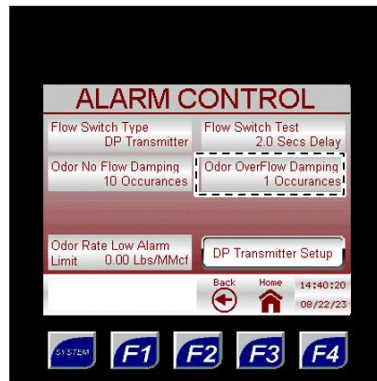 ALARM CONTROL
Flow Switch Type
DP Transmitter
Flow Switch Test
2.0 Secs Delay
Odor No Flow Damping
10 Occurances
Odor OverFlow Damping
1 Occurances
Odor Rate Low Alarm
Limit 0.00 Lbs/MMcf
DP Transmitter Setup
Back
Home
14:40:20
08/22/23
SYSTEM
F1
F2
F3
F4